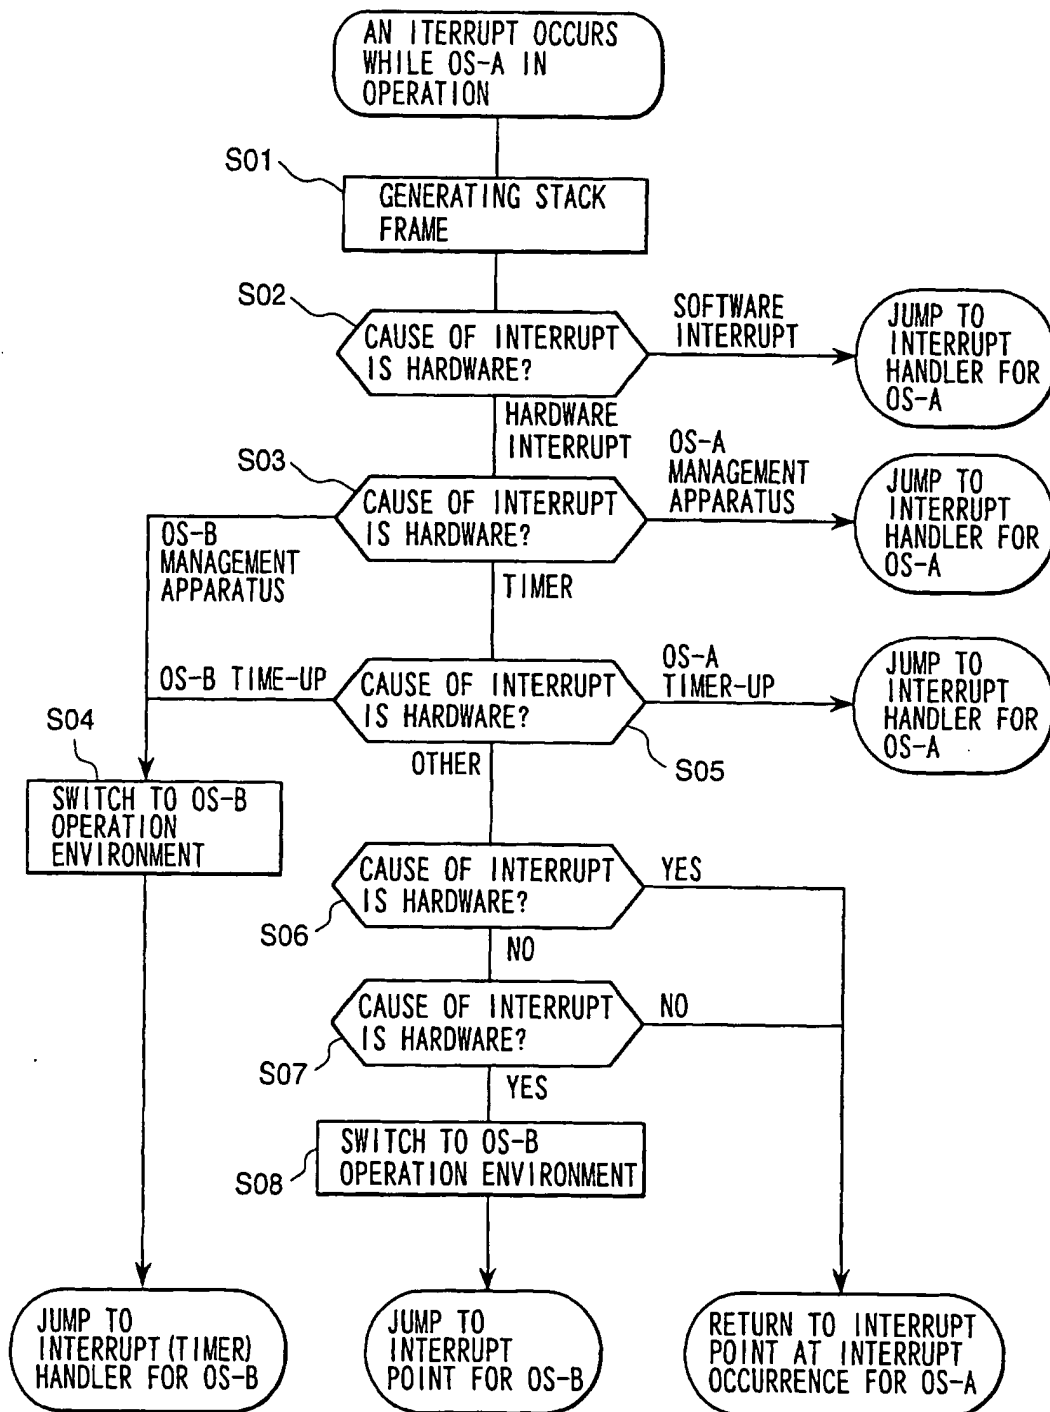 AN ITERRUPT OCCURS
WHILE OS-A IN
OPERATION
S01
GENERATING STACK
FRAME
S02
CAUSE OF INTERRUPT
IS HARDWARE?
SOFTWARE
INTERRUPT
JUMP TO
INTERRUPT
HANDLER FOR
OS-A
HARDWARE
INTERRUPT
S03
CAUSE OF INTERRUPT
IS HARDWARE?
OS-A
MANAGEMENT
APPARATUS
JUMP TO
INTERRUPT
HANDLER FOR
OS-A
OS-B
MANAGEMENT
APPARATUS
TIMER
OS-B TIME-UP
CAUSE OF INTERRUPT
IS HARDWARE?
OS-A
TIMER-UP
JUMP TO
INTERRUPT
HANDLER FOR
OS-A
S05
S04
OTHER
SWITCH TO OS-B
OPERATION
ENVIRONMENT
CAUSE OF INTERRUPT
IS HARDWARE?
YES
S06
NO
CAUSE OF INTERRUPT
IS HARDWARE?
NO
S07
YES
SWITCH TO OS-B
OPERATION ENVIRONMENT
S08
JUMP TO
INTERRUPT(TIMER)
HANDLER FOR OS-B
JUMP TO
INTERRUPT
POINT FOR OS-B
RETURN TO INTERRUPT
POINT AT INTERRUPT
OCCURRENCE FOR OS-A